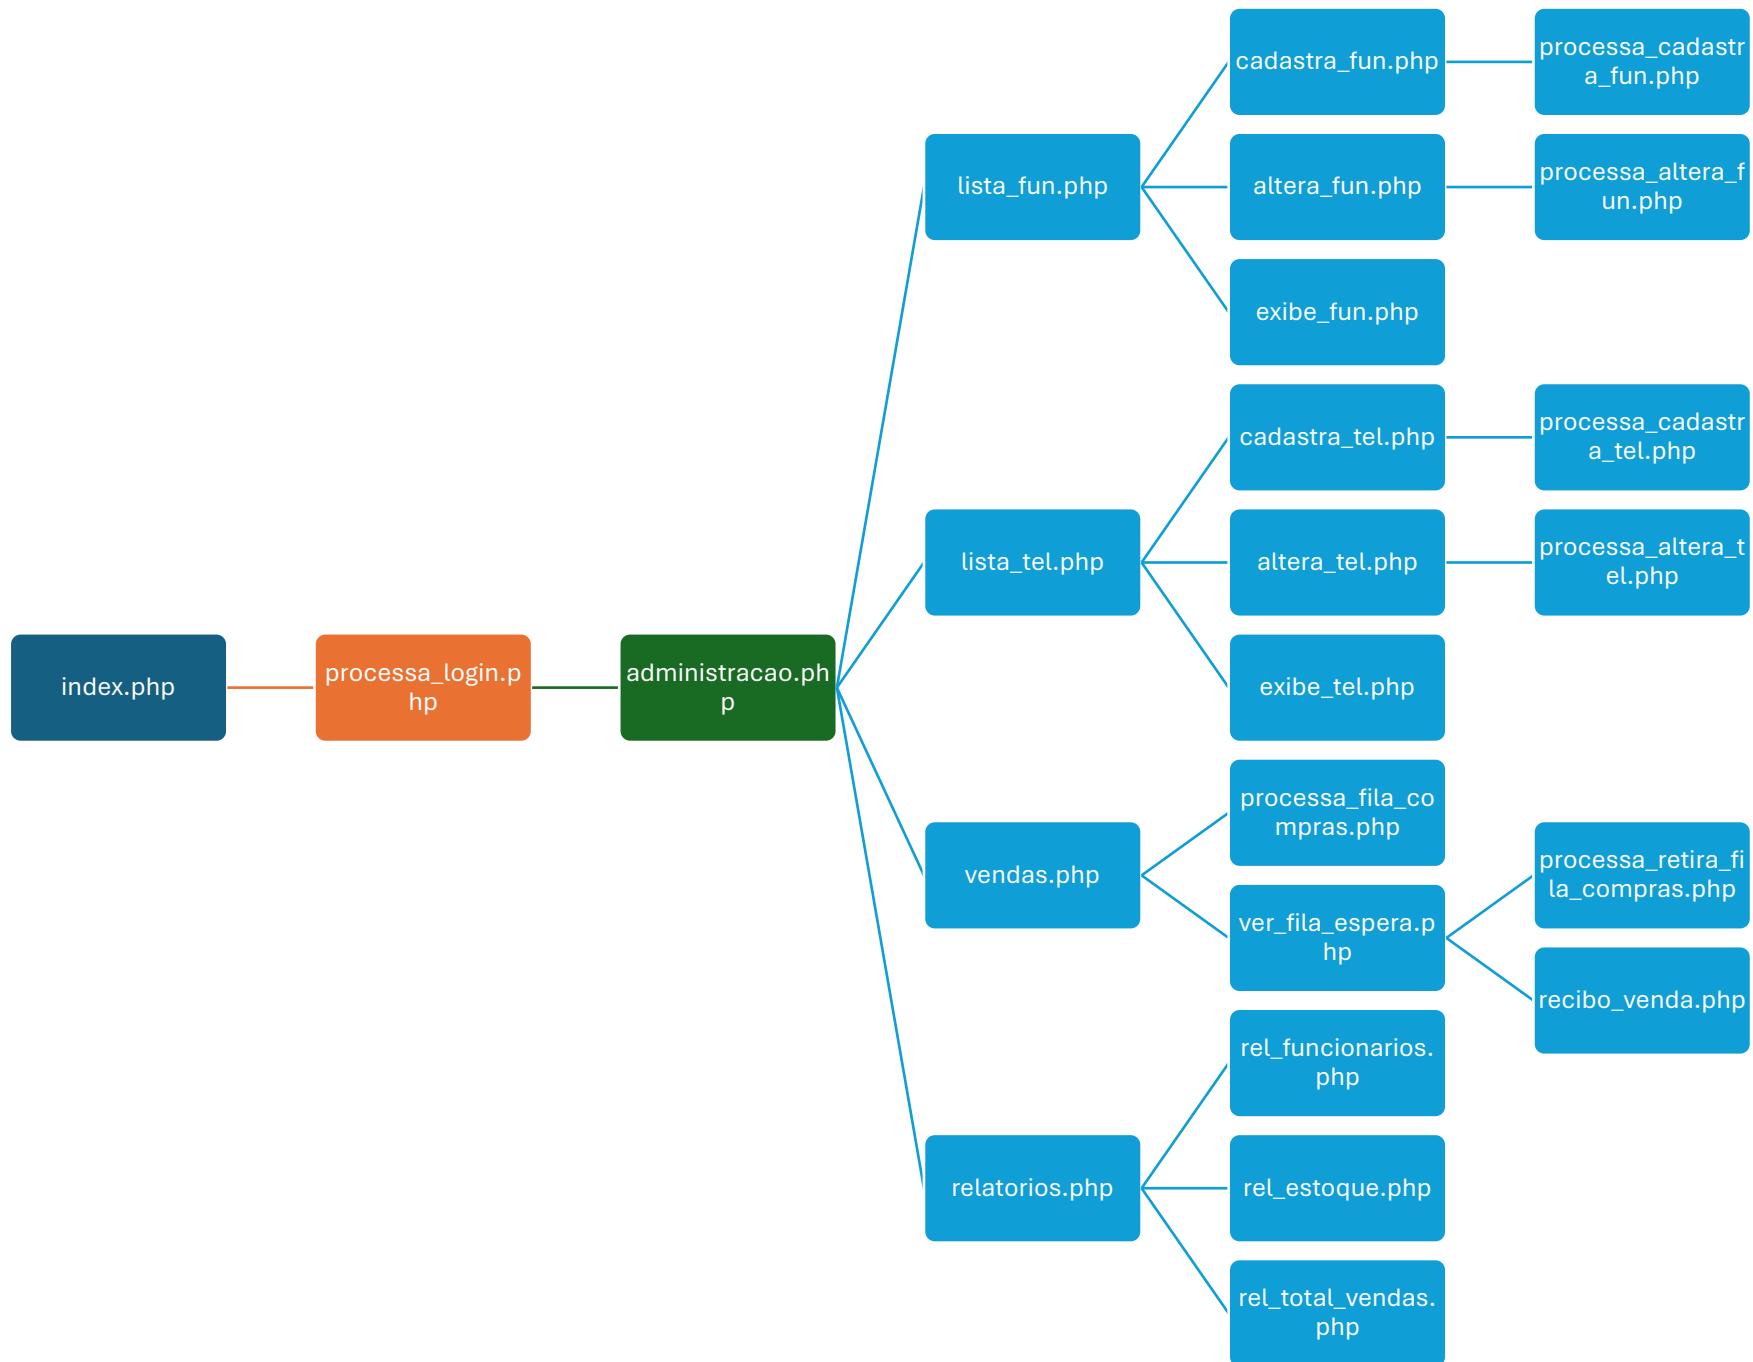 index.php
processa_login.p
hp
administracao.ph
p
lista_fun.php
cadastra_fun.php
processa_cadastr
a_fun.php
altera_fun.php
processa_altera_f
un.php
exibe_fun.php
lista_tel.php
cadastra_tel.php
processa_cadastr
a_tel.php
altera_tel.php
processa_altera_t
el.php
exibe_tel.php
vendas.php
processa_fila_co
mpras.php
ver_fila_espera.p
hp
processa_retira_fi
la_compras.php
recibo_venda.php
relatorios.php
rel_funcionarios.
php
rel_estoque.php
rel_total_vendas.
php